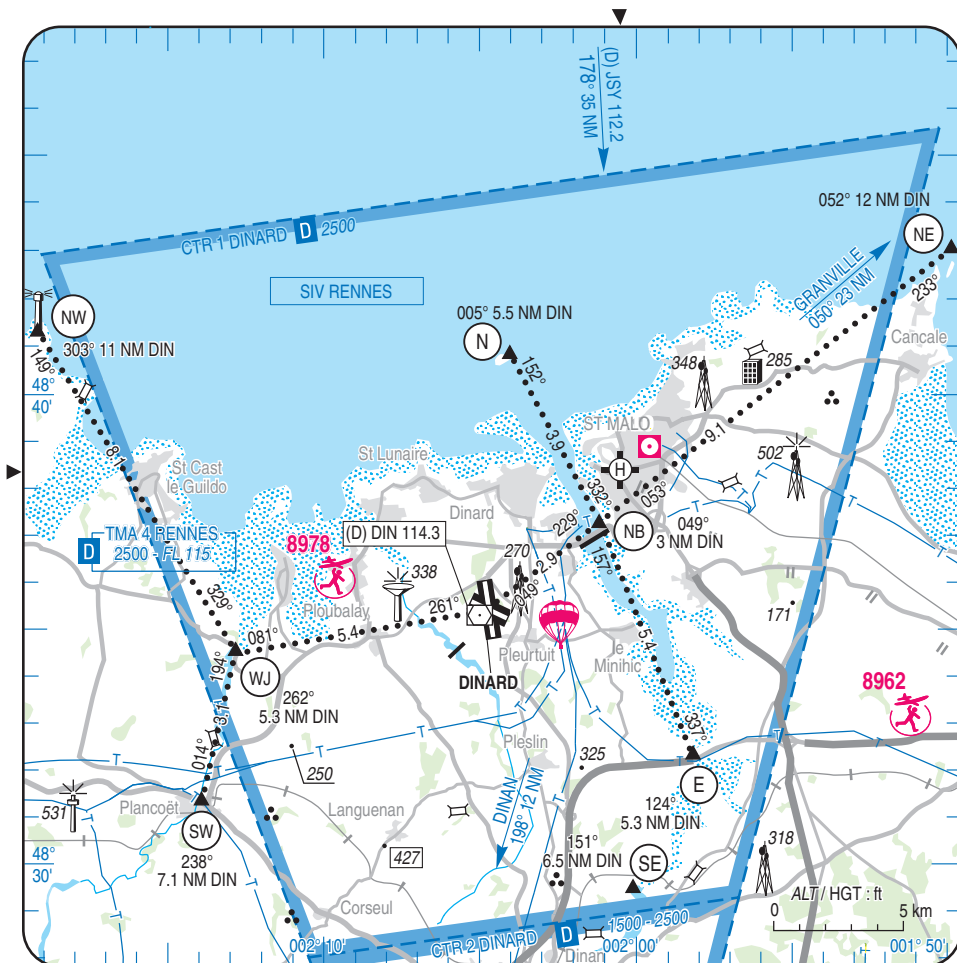 (D) JSY 112.2
178° 35 NM
052° 12 NM DIN
NE
CTR 1 DINARD D 2500
GRANVILLE
050° 23 NM
233°
SIV RENNES
NW
303° 11 NM DIN
149°
005° 5.5 NM DIN
N
152°
Cancale
48°
40'
348
285
3.9
ST MALO
9.1
8.1
St Cast
le Guildo
St Lunaire
502
H
332°
053°
Dinard
229°
NB
049°
3 NM DIN
TMA 4 RENNES
D 2500 - FL 115
(D) DIN 114.3
8978
270
2.9
157°
338
049°
329°
Ploubalay
261°
081°
5.4
5.4
171
Pleurtuit
le
Minihic
194°
WJ
262°
5.3 NM DIN
DINARD
8962
3.1
337°
014°
Pleslin
250
325
E
DINAN
198° 12 NM
124°
5.3 NM DIN
531
Plancoët
Languenan
SW
238°
7.1 NM DIN
151°
6.5 NM DIN
SE
318
427
48°
30'
ALT / HGT : ft
0 5 km
Corseul
CTR 2 DINARD D 1500 - 2500
002° 10'
Dinan
002° 00'
001° 50'
T
T
T
T
T
T
T
T
T
T
T